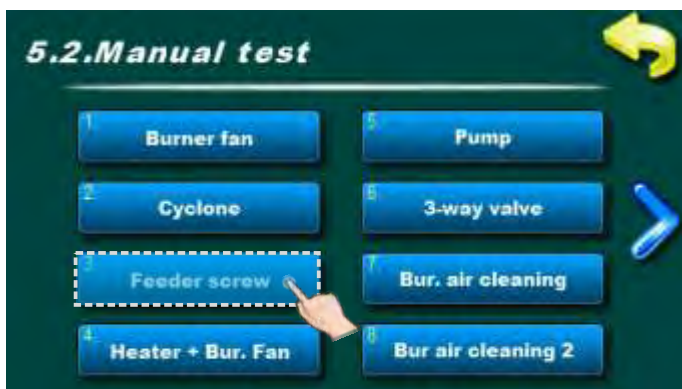 5.2.Manual test
1
Burner fan
2
Cyclone
3
Feeder screw
4
Heater + Bur. Fan
5
Pump
6
3-way valve
7
Bur. air cleaning
8
Bur air cleaning 2